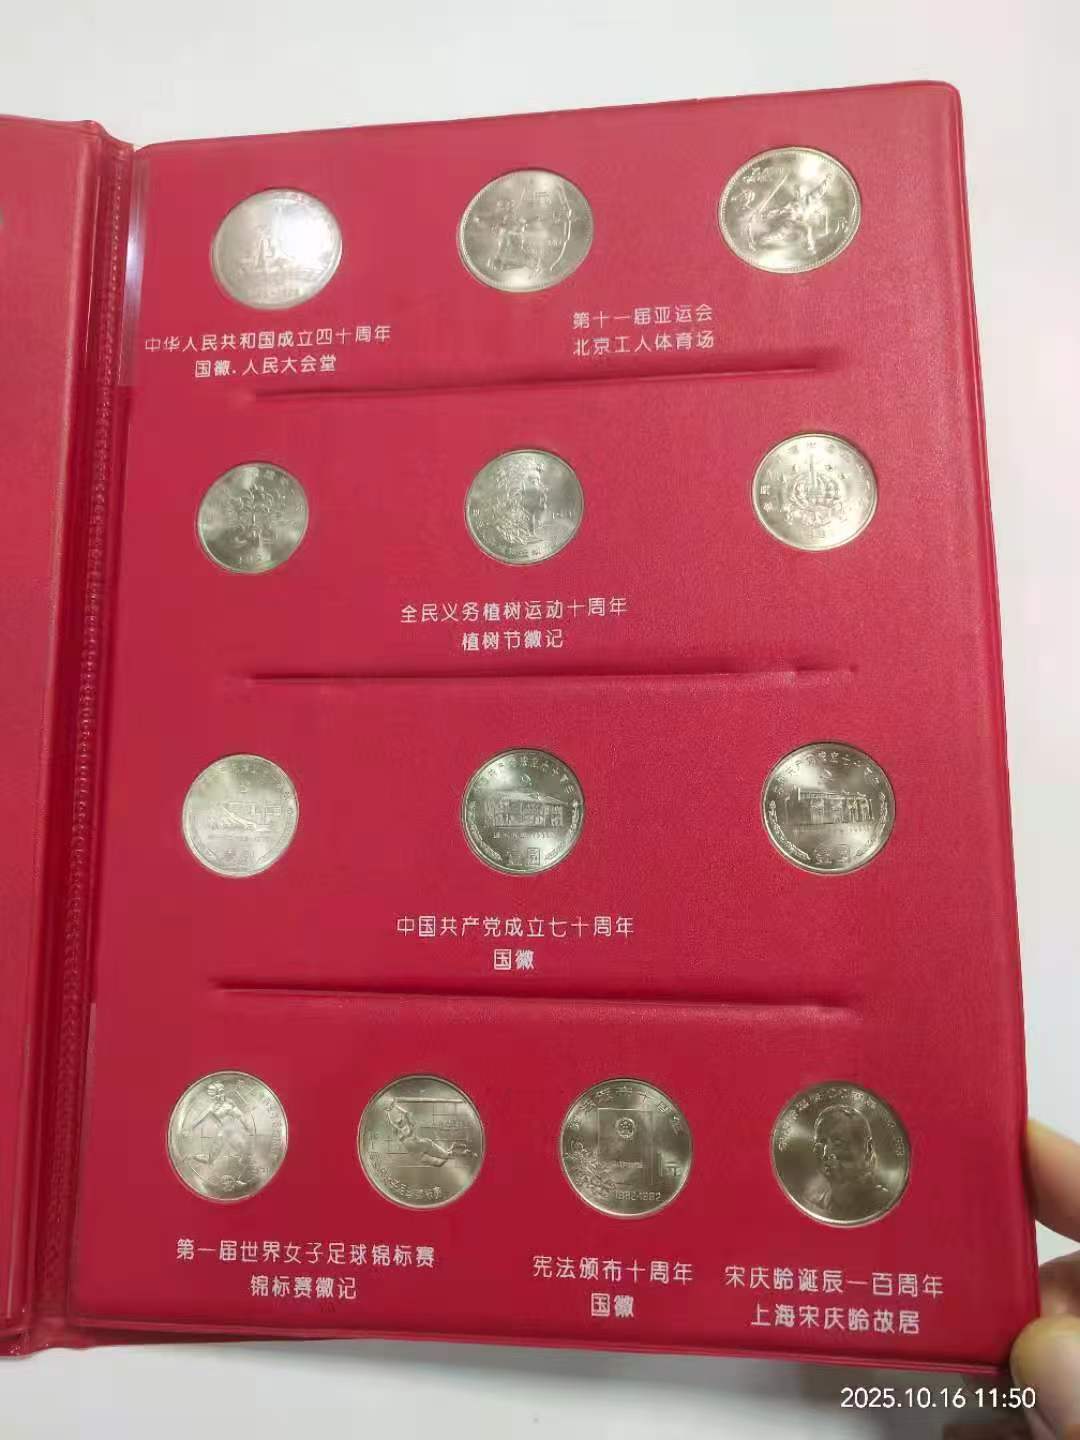 中华人民共和国成立四十周年
国徽.人民大会堂
第十一届亚运会
北京工人体育场
全民义务植树运动十周年
植树节徽记
中国共产党成立七十周年
国徽
第一届世界女子足球锦标赛
锦标赛徽记
宪法颁布十周年
国徽
1982-1992
宋庆龄诞辰一百周年
上海宋庆龄故居
2025.10.16 11:50